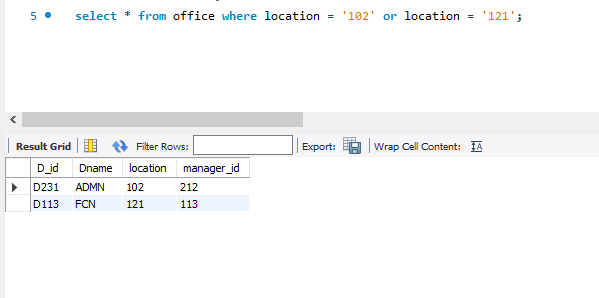 5 select * from office where location = '102' or location = '121';
Result Grid Filter Rows: Export: Wrap Cell Content:
D_id Dname location manager_id
D231 ADMN 102 212
D113 FCN 121 113